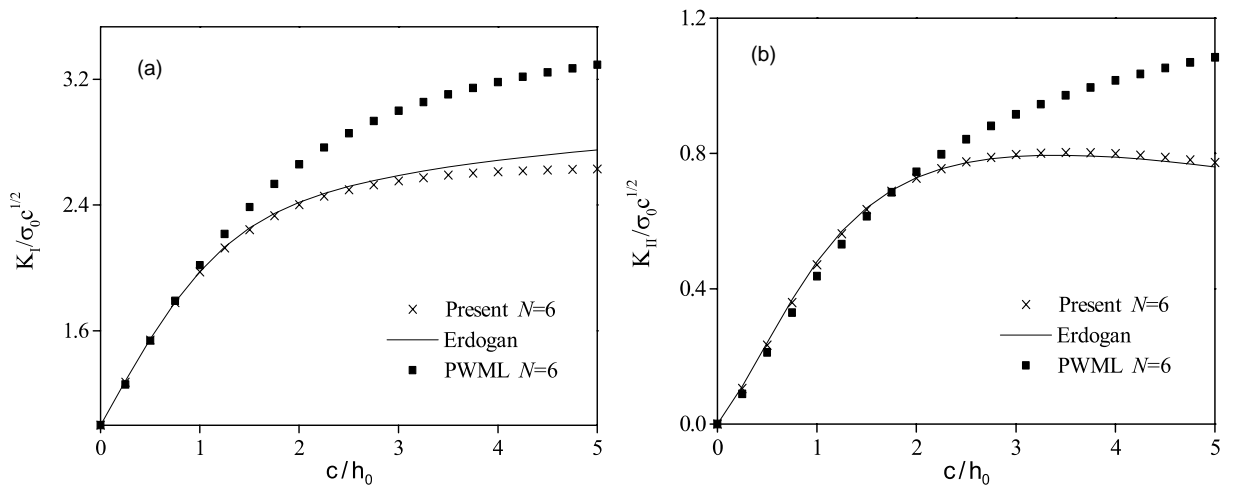 (a)
3.2
2.4
1.6
K_I/σ_0c^{1/2}
× Present N=6
Erdogan
■ PWML N=6
0 1 2 3 4 5
c/h_0
(b)
1.2
0.8
0.4
0.0
K_{II}/σ_0c^{1/2}
× Present N=6
Erdogan
■ PWML N=6
0 1 2 3 4 5
c/h_0